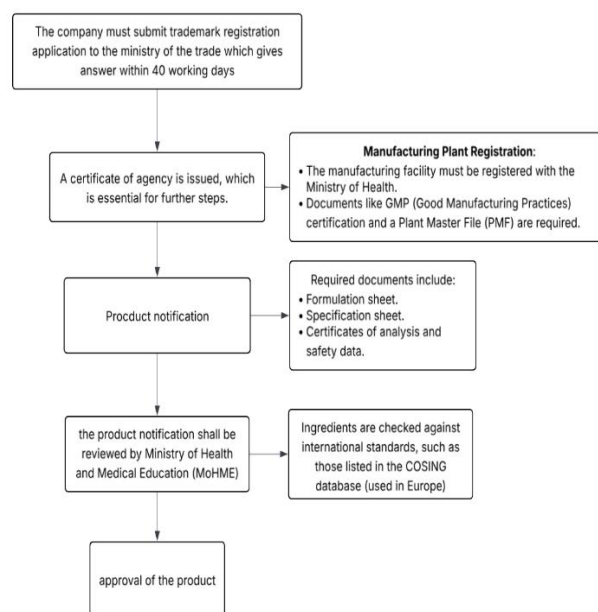 The company must submit trademark registration
application to the ministry of the trade which gives
answer within 40 working days
A certificate of agency is issued, which
is essential for further steps.
Manufacturing Plant Registration:
• The manufacturing facility must be registered with the
Ministry of Health.
• Documents like GMP (Good Manufacturing Practices)
certification and a Plant Master File (PMF) are required.
Procduct notification
Required documents include:
• Formulation sheet.
• Specification sheet.
• Certificates of analysis and
safety data.
the product notification shall be
reviewed by Ministry of Health
and Medical Education (MoHME)
Ingredients are checked against
international standards, such as
those listed in the COSING
database (used in Europe)
approval of the product